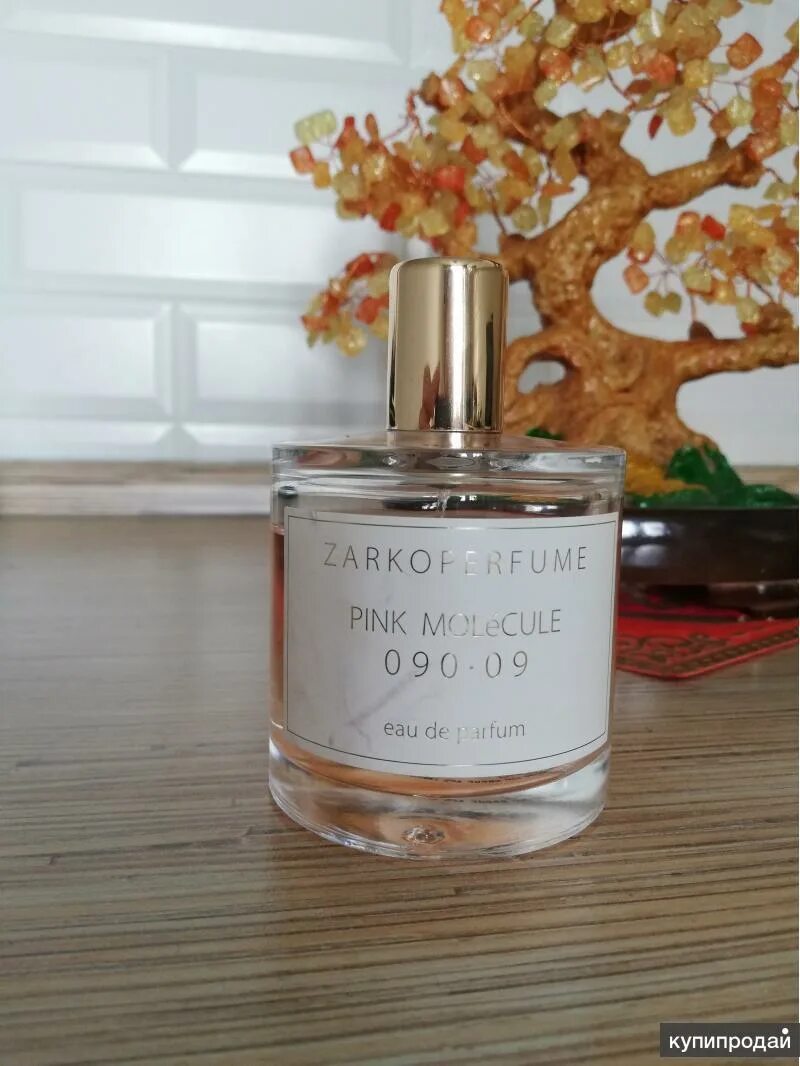 ZARKOPERFUME
PINK MOLéCULE
090·09
eau de parfum
купипродай